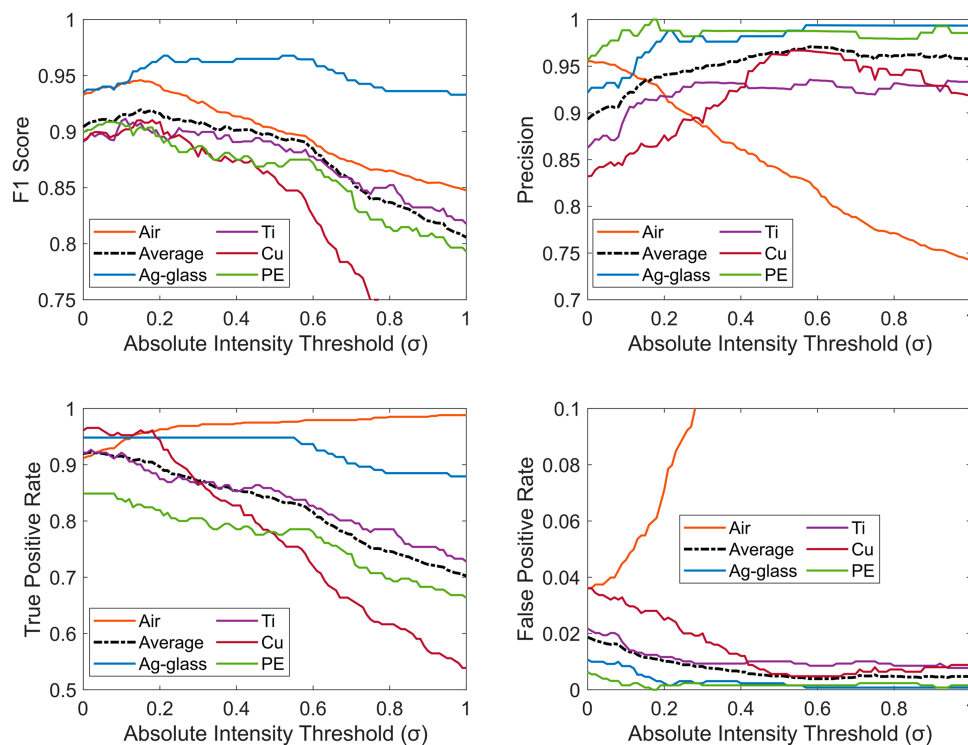 1
0.95
0.9
0.85
0.8
0.75
F1 Score
Air
Average
Ag-glass
Ti
Cu
PE
0 0.2 0.4 0.6 0.8 1
Absolute Intensity Threshold (σ)
1
0.95
0.9
0.85
0.8
0.75
0.7
Precision
Air
Average
Ag-glass
Ti
Cu
PE
0 0.2 0.4 0.6 0.8 1
Absolute Intensity Threshold (σ)
1
0.9
0.8
0.7
0.6
0.5
True Positive Rate
Air
Average
Ag-glass
Ti
Cu
PE
0 0.2 0.4 0.6 0.8 1
Absolute Intensity Threshold (σ)
0.1
0.08
0.06
0.04
0.02
0
False Positive Rate
Air
Average
Ag-glass
Ti
Cu
PE
0 0.2 0.4 0.6 0.8 1
Absolute Intensity Threshold (σ)